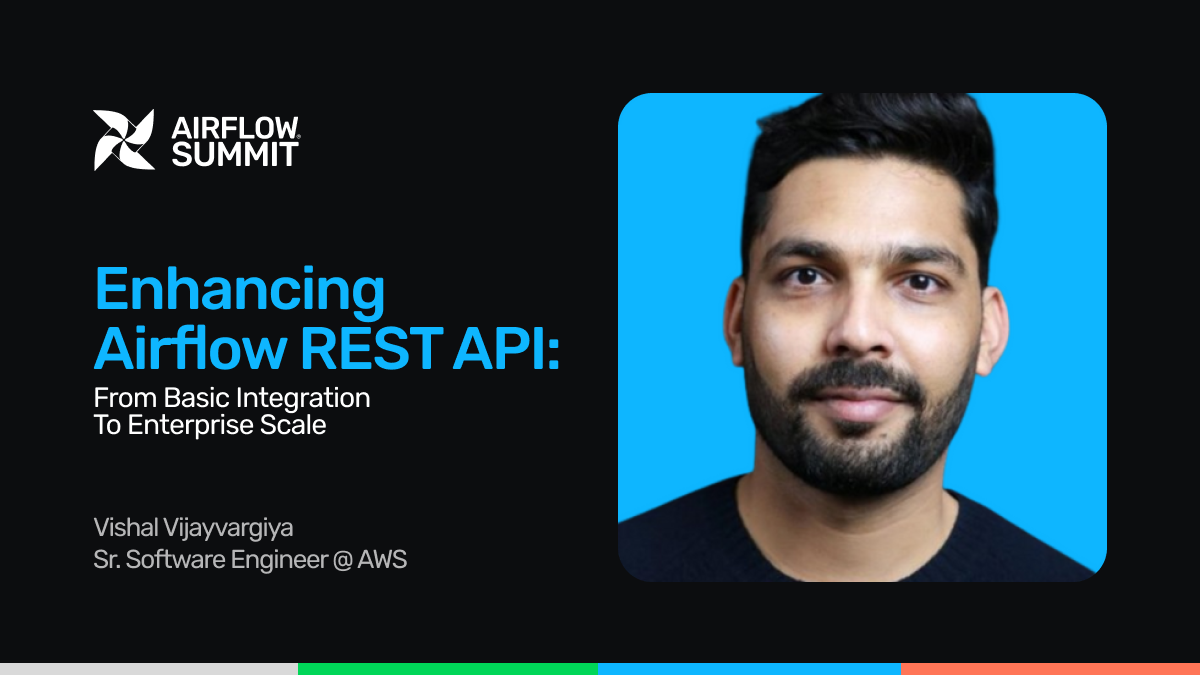 AIRFLOW
SUMMIT
Enhancing
Airflow REST API:
From Basic Integration
To Enterprise Scale
Vishal Vijayvargiya
Sr. Software Engineer @ AWS